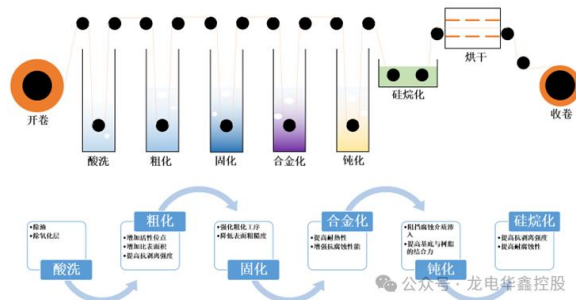 开卷
酸洗
粗化
固化
合金化
钝化
硅烷化
烘干
收卷
•除油
•除氧化层
酸洗
粗化
•增加活性位点
•增加比表面积
•提高抗剥离强度
•强化粗化工序
•降低表面粗糙度
固化
合金化
•提高耐热性
•增强抗腐蚀性能
•阻挡腐蚀介质渗
入
•提高基底与树脂
的结合力
钝化
硅烷化
•提高抗剥离强度
•提高耐腐蚀性
公众号 · 龙电华鑫控股